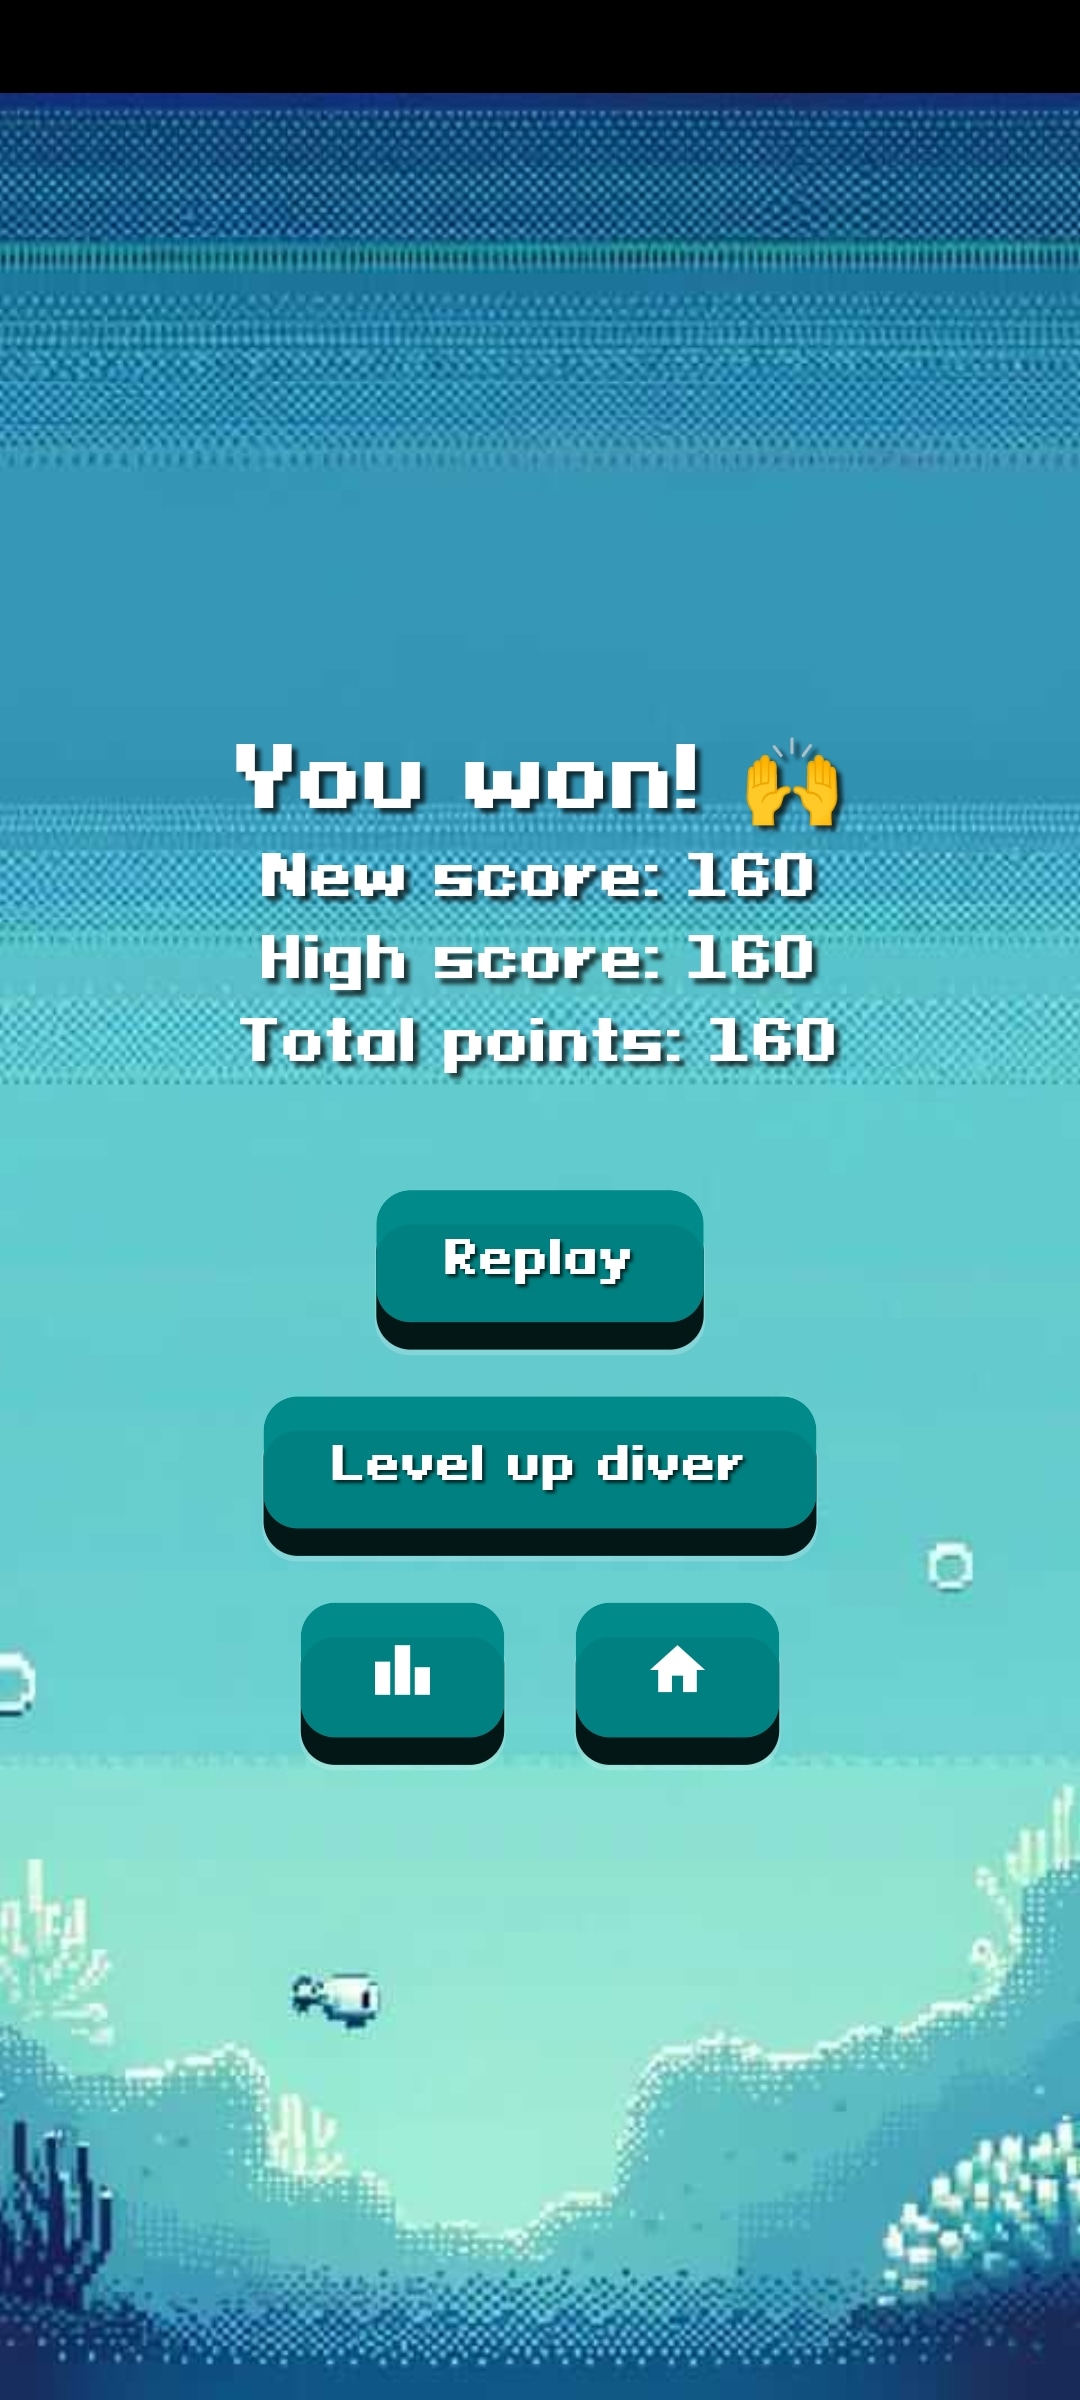 You won! 🙌
New score: 160
High score: 160
Total points: 160
Replay
Level up diver